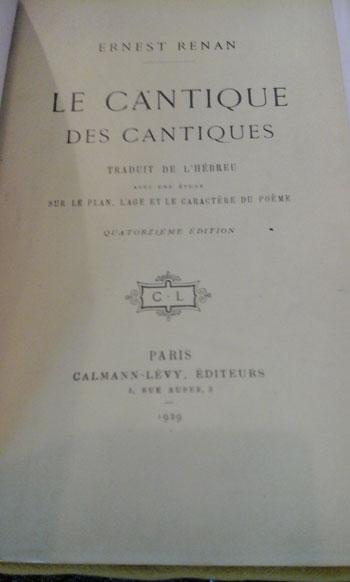 ERNEST RENAN
LE CANTIQUE
DES CANTIQUES
TRADUIT DE L'HÉBREU
AVEC UNE ÉTUDE
SUR LE PLAN, L'AGE ET LE CARACTÈRE DU POÈME
QUATORZIÈME ÉDITION
C · L
PARIS
CALMANN-LÉVY, ÉDITEURS
3, RUE AUBER, 3
1929